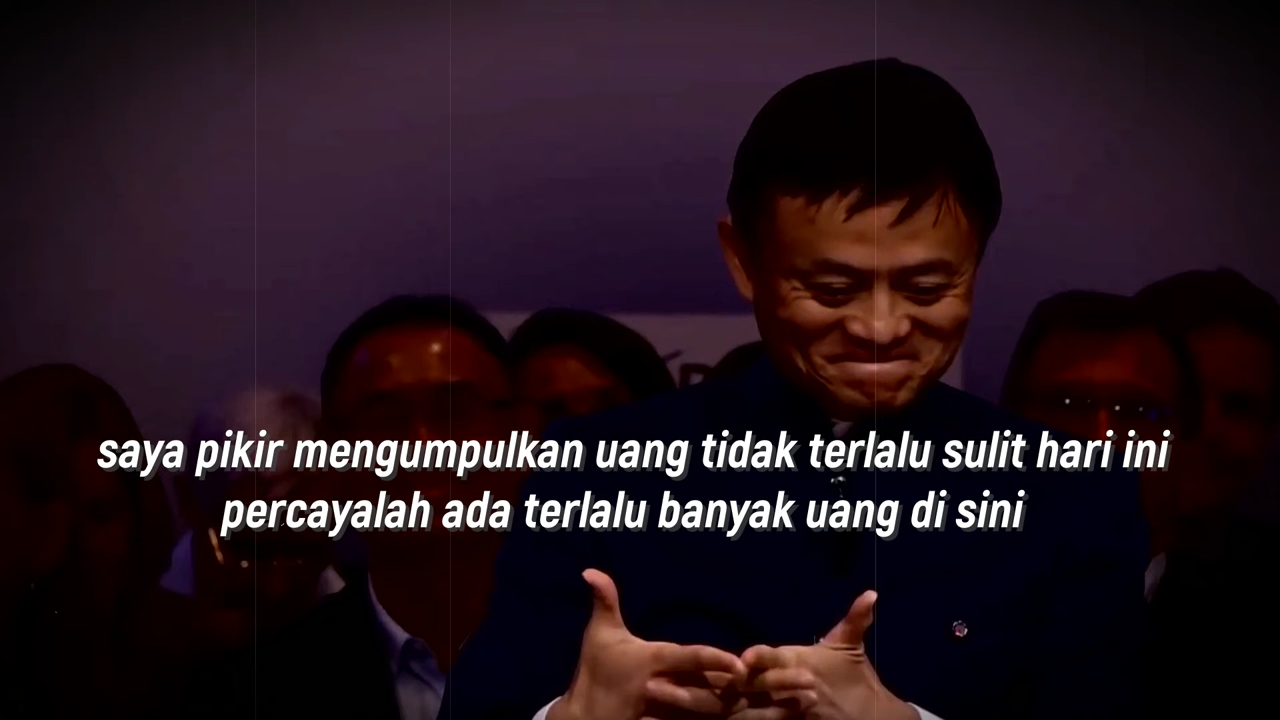 saya pikir mengumpulkan uang tidak terlalu sulit hari ini
percayalah ada terlalu banyak uang di sini